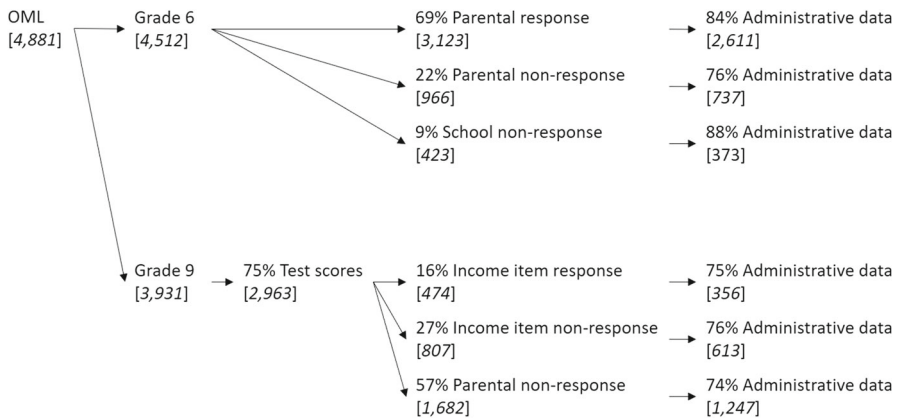 OML
[4,881]
Grade 6
[4,512]
69% Parental response
[3,123]
84% Administrative data
[2,611]
22% Parental non-response
[966]
76% Administrative data
[737]
9% School non-response
[423]
88% Administrative data
[373]
Grade 9
[3,931]
75% Test scores
[2,963]
16% Income item response
[474]
75% Administrative data
[356]
27% Income item non-response
[807]
76% Administrative data
[613]
57% Parental non-response
[1,682]
74% Administrative data
[1,247]